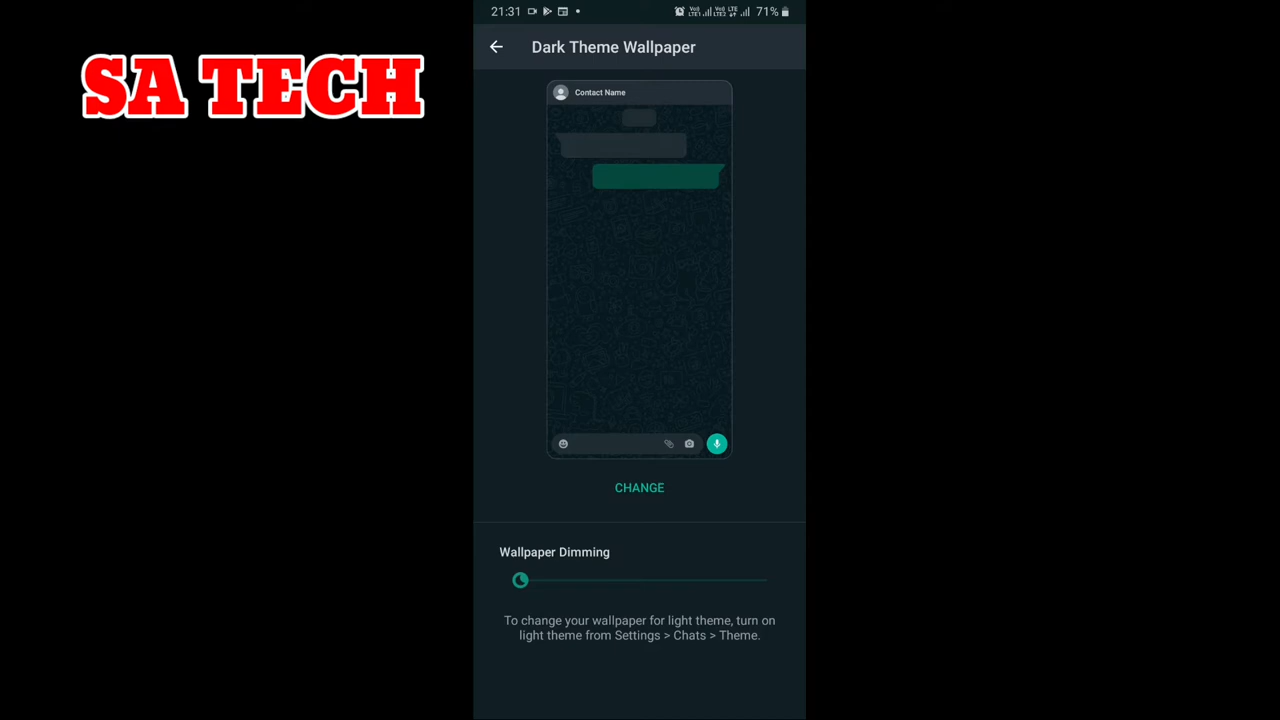 SA TECH
21:31
71%
Dark Theme Wallpaper
Contact Name
CHANGE
Wallpaper Dimming
To change your wallpaper for light theme, turn on
light theme from Settings > Chats > Theme.